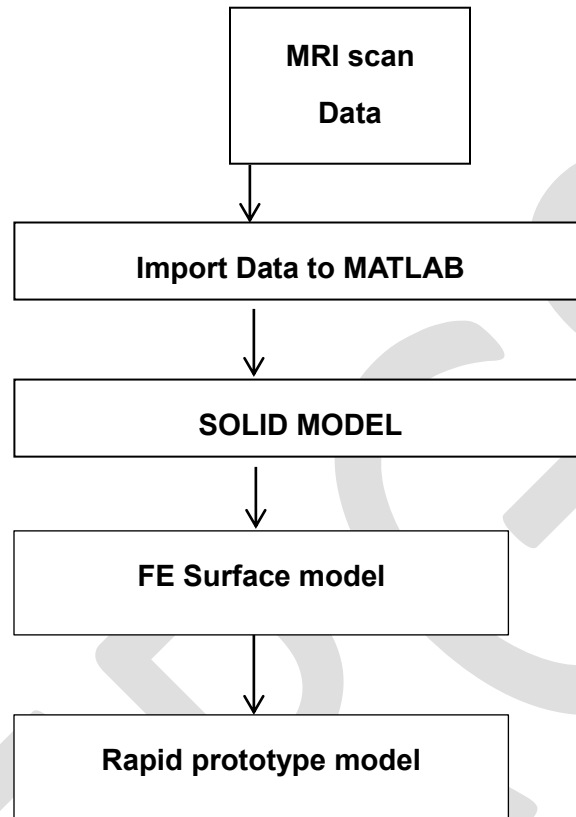 MRI scan
Data
Import Data to MATLAB
SOLID MODEL
FE Surface model
Rapid prototype model